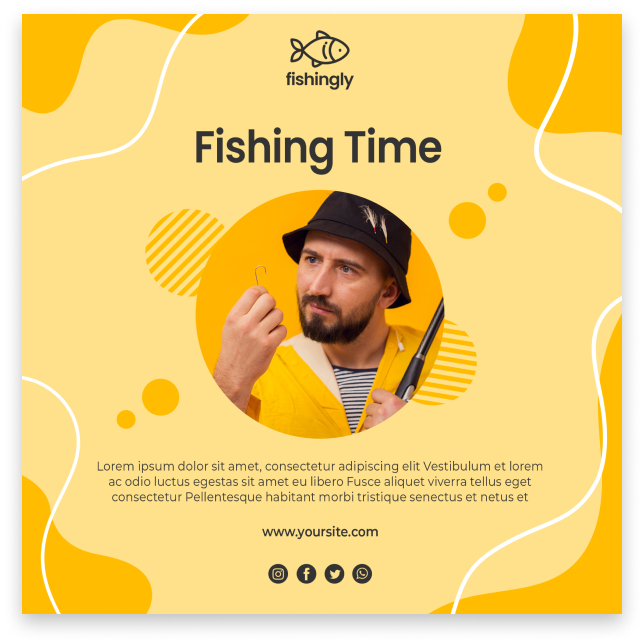 fishingly
Fishing Time
Lorem ipsum dolor sit amet, consectetur adipiscing elit Vestibulum et lorem
ac odio luctus egestas sit amet eu libero Fusce aliquet viverra tellus eget
consectetur Pellentesque habitant morbi tristique senectus et netus et
www.yoursite.com